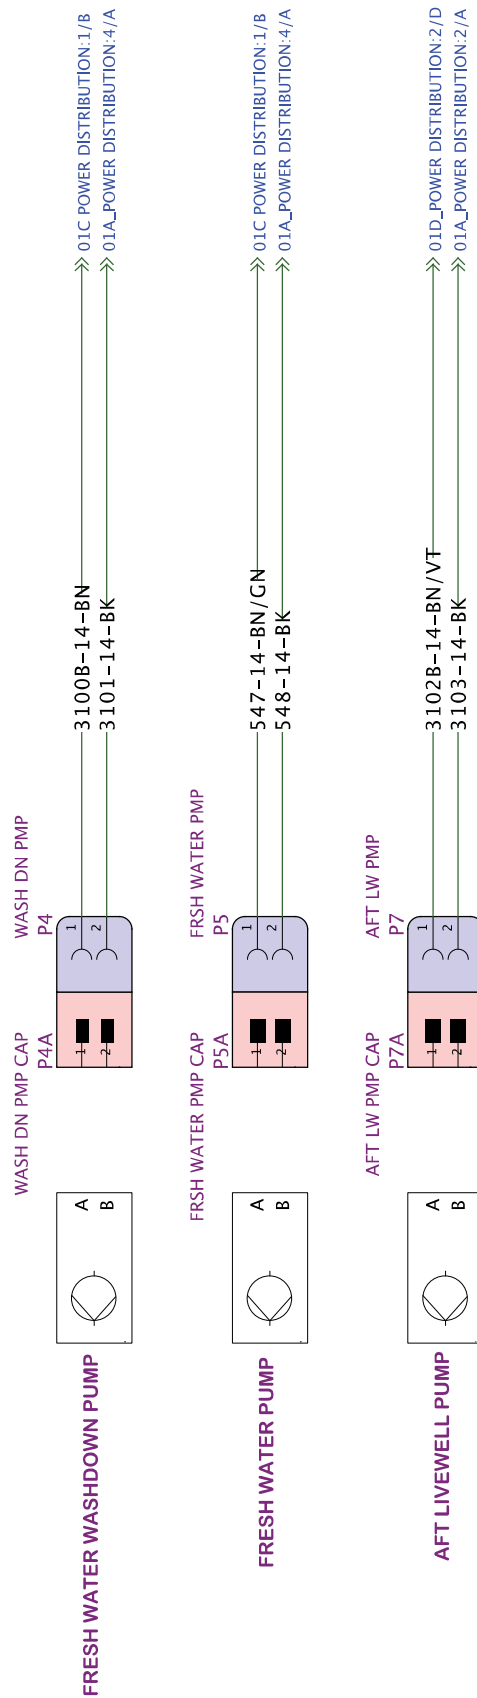 FRESH WATER WASHDOWN PUMP
A
B
WASH DN PMP CAP
P4A
1
2
WASH DN PMP
P4
1
2
3100B-14-BN
3101-14-BK
01C POWER DISTRIBUTION:1/B
01A_POWER DISTRIBUTION:4/A
FRESH WATER PUMP
A
B
FRSH WATER PMP CAP
P5A
1
2
FRSH WATER PMP
P5
1
2
547-14-BN/GN
548-14-BK
01C POWER DISTRIBUTION:1/B
01A_POWER DISTRIBUTION:4/A
AFT LIVEWELL PUMP
A
B
AFT LW PMP CAP
P7A
1
2
AFT LW PMP
P7
1
2
3102B-14-BN/VT
3103-14-BK
01D_POWER DISTRIBUTION:2/D
01A_POWER DISTRIBUTION:2/A